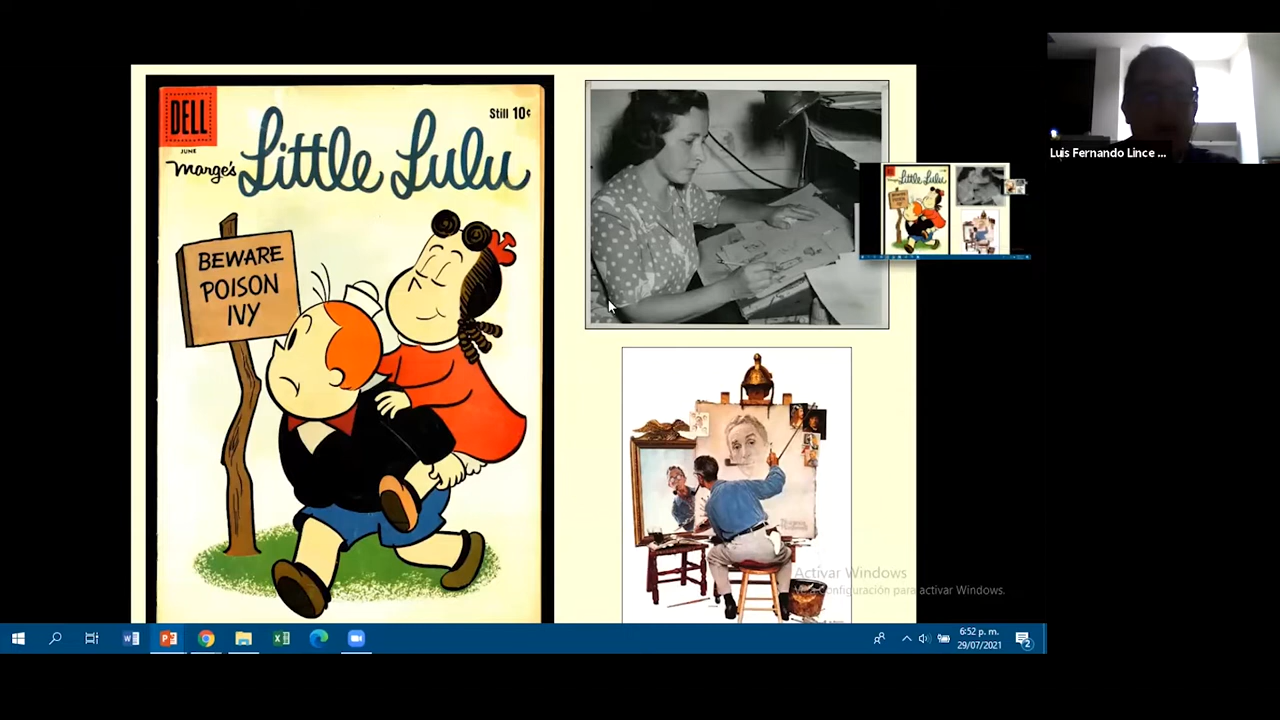 DELL
Still 10¢
JUNE
Marge's Little Lulu
BEWARE
POISON
IVY
Luis Fernando Lince ...
Activar Windows
configuración para activar Windows.
6:52 p. m.
29/07/2021
2